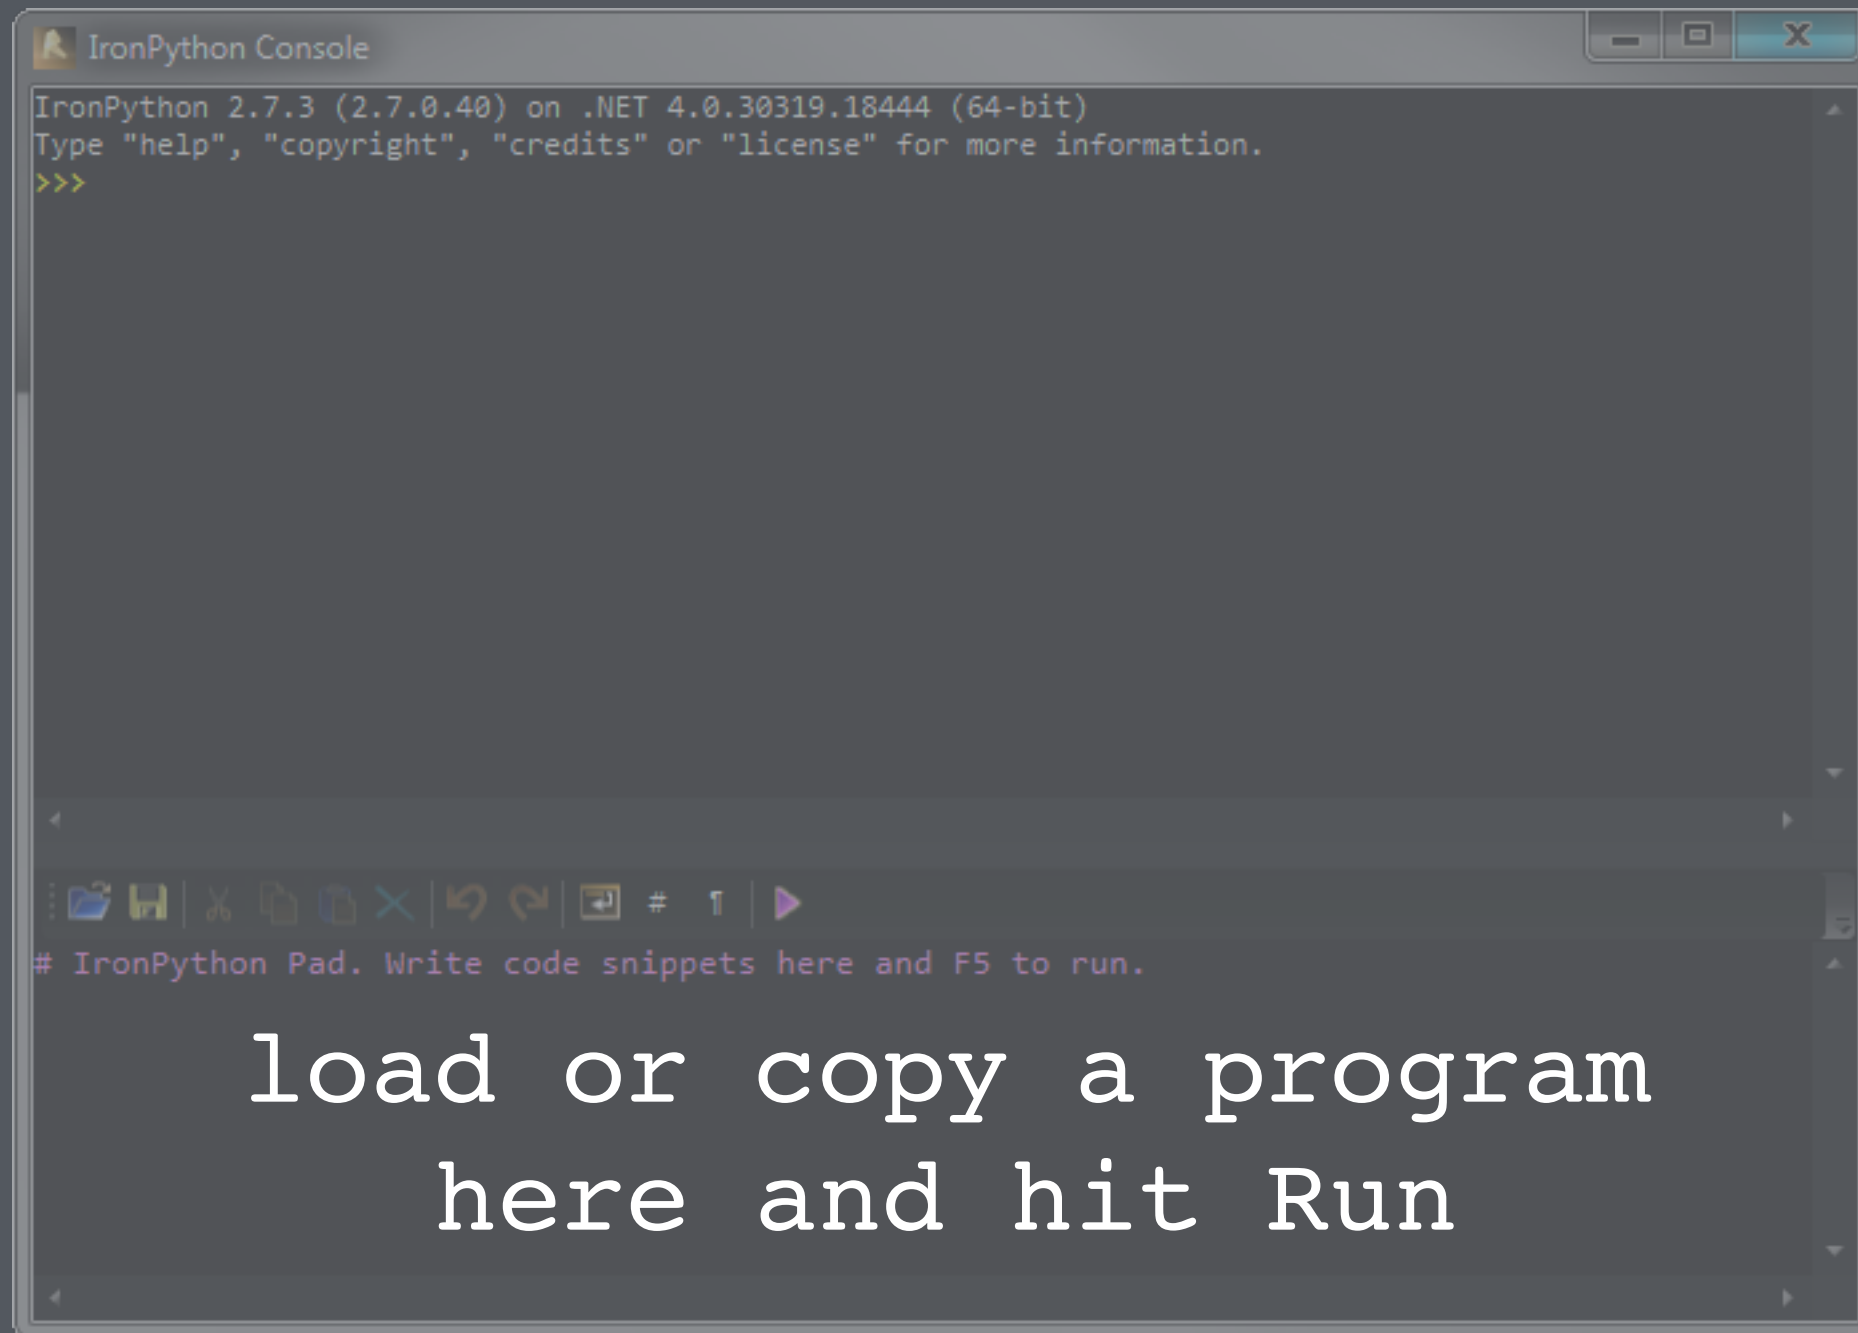 IronPython Console
IronPython 2.7.3 (2.7.0.40) on .NET 4.0.30319.18444 (64-bit)
Type "help", "copyright", "credits" or "license" for more information.
>>>
# ¶
# IronPython Pad. Write code snippets here and F5 to run.
load or copy a program
here and hit Run